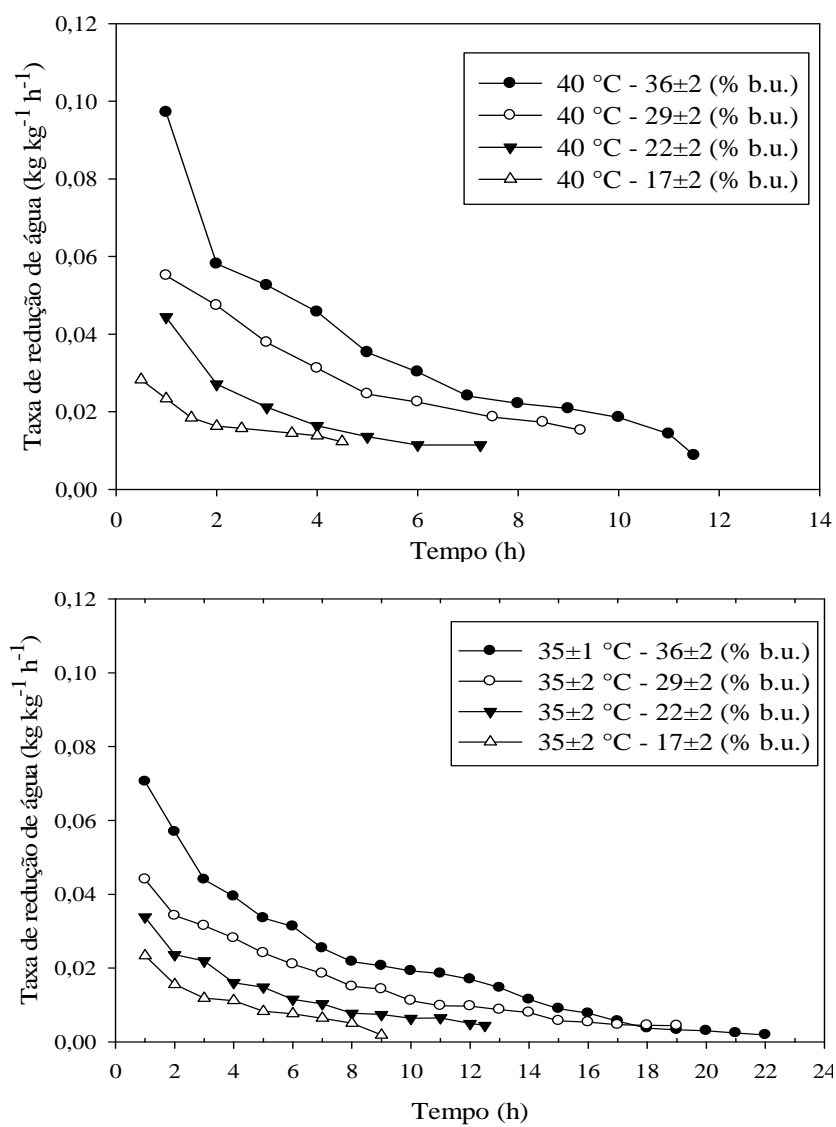 0,12
0,10
0,08
0,06
0,04
0,02
0,00
Taxa de redução de água (kg kg⁻¹ h⁻¹)
40 °C - 36±2 (% b.u.)
40 °C - 29±2 (% b.u.)
40 °C - 22±2 (% b.u.)
40 °C - 17±2 (% b.u.)
0 2 4 6 8 10 12 14
Tempo (h)
0,12
0,10
0,08
0,06
0,04
0,02
0,00
Taxa de redução de água (kg kg⁻¹ h⁻¹)
35±1 °C - 36±2 (% b.u.)
35±2 °C - 29±2 (% b.u.)
35±2 °C - 22±2 (% b.u.)
35±2 °C - 17±2 (% b.u.)
0 2 4 6 8 10 12 14 16 18 20 22 24
Tempo (h)